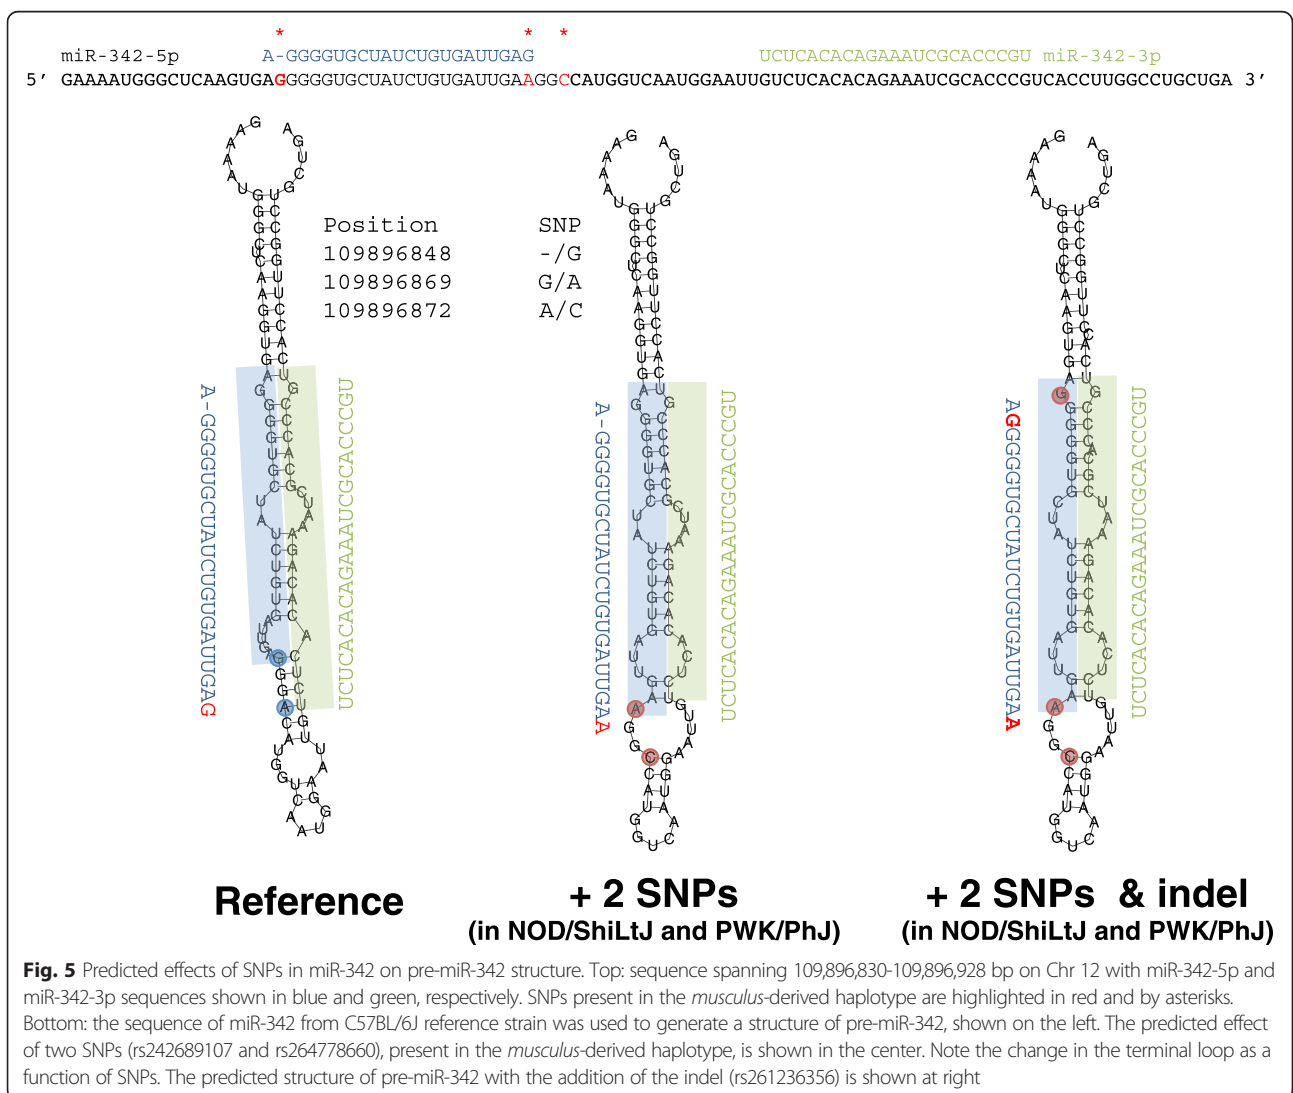 * * *
miR-342-5p A-GGGGUGCUAUCUGUGAUUGAG UCUCACACAGAAAUCGCACCCGU miR-342-3p
5’ GAAAAUGGGCUCAAGUGAGGGGGUGCUAUCUGUGAUUGAAGGCCAUGGUCAAUGGAAUUGUCUCACACAGAAAUCGCACCCGUCACCUUGGCCUGCUGA 3’
Position SNP
109896848 -/G
109896869 G/A
109896872 A/C
A-GGGGUGCUAUCUGUGAUUGAG
UCUCACACAGAAAUCGCACCCGU
A-GGGGUGCUAUCUGUGAUUGAA
UCUCACACAGAAAUCGCACCCGU
AGGGGGUGCUAUCUGUGAUUGAA
UCUCACACAGAAAUCGCACCCGU
Reference
+ 2 SNPs
(in NOD/ShiLtJ and PWK/PhJ)
+ 2 SNPs & indel
(in NOD/ShiLtJ and PWK/PhJ)
Fig. 5 Predicted effects of SNPs in miR-342 on pre-miR-342 structure. Top: sequence spanning 109,896,830-109,896,928 bp on Chr 12 with miR-342-5p and
miR-342-3p sequences shown in blue and green, respectively. SNPs present in the musculus-derived haplotype are highlighted in red and by asterisks.
Bottom: the sequence of miR-342 from C57BL/6J reference strain was used to generate a structure of pre-miR-342, shown on the left. The predicted effect
of two SNPs (rs242689107 and rs264778660), present in the musculus-derived haplotype, is shown in the center. Note the change in the terminal loop as a
function of SNPs. The predicted structure of pre-miR-342 with the addition of the indel (rs261236356) is shown at right